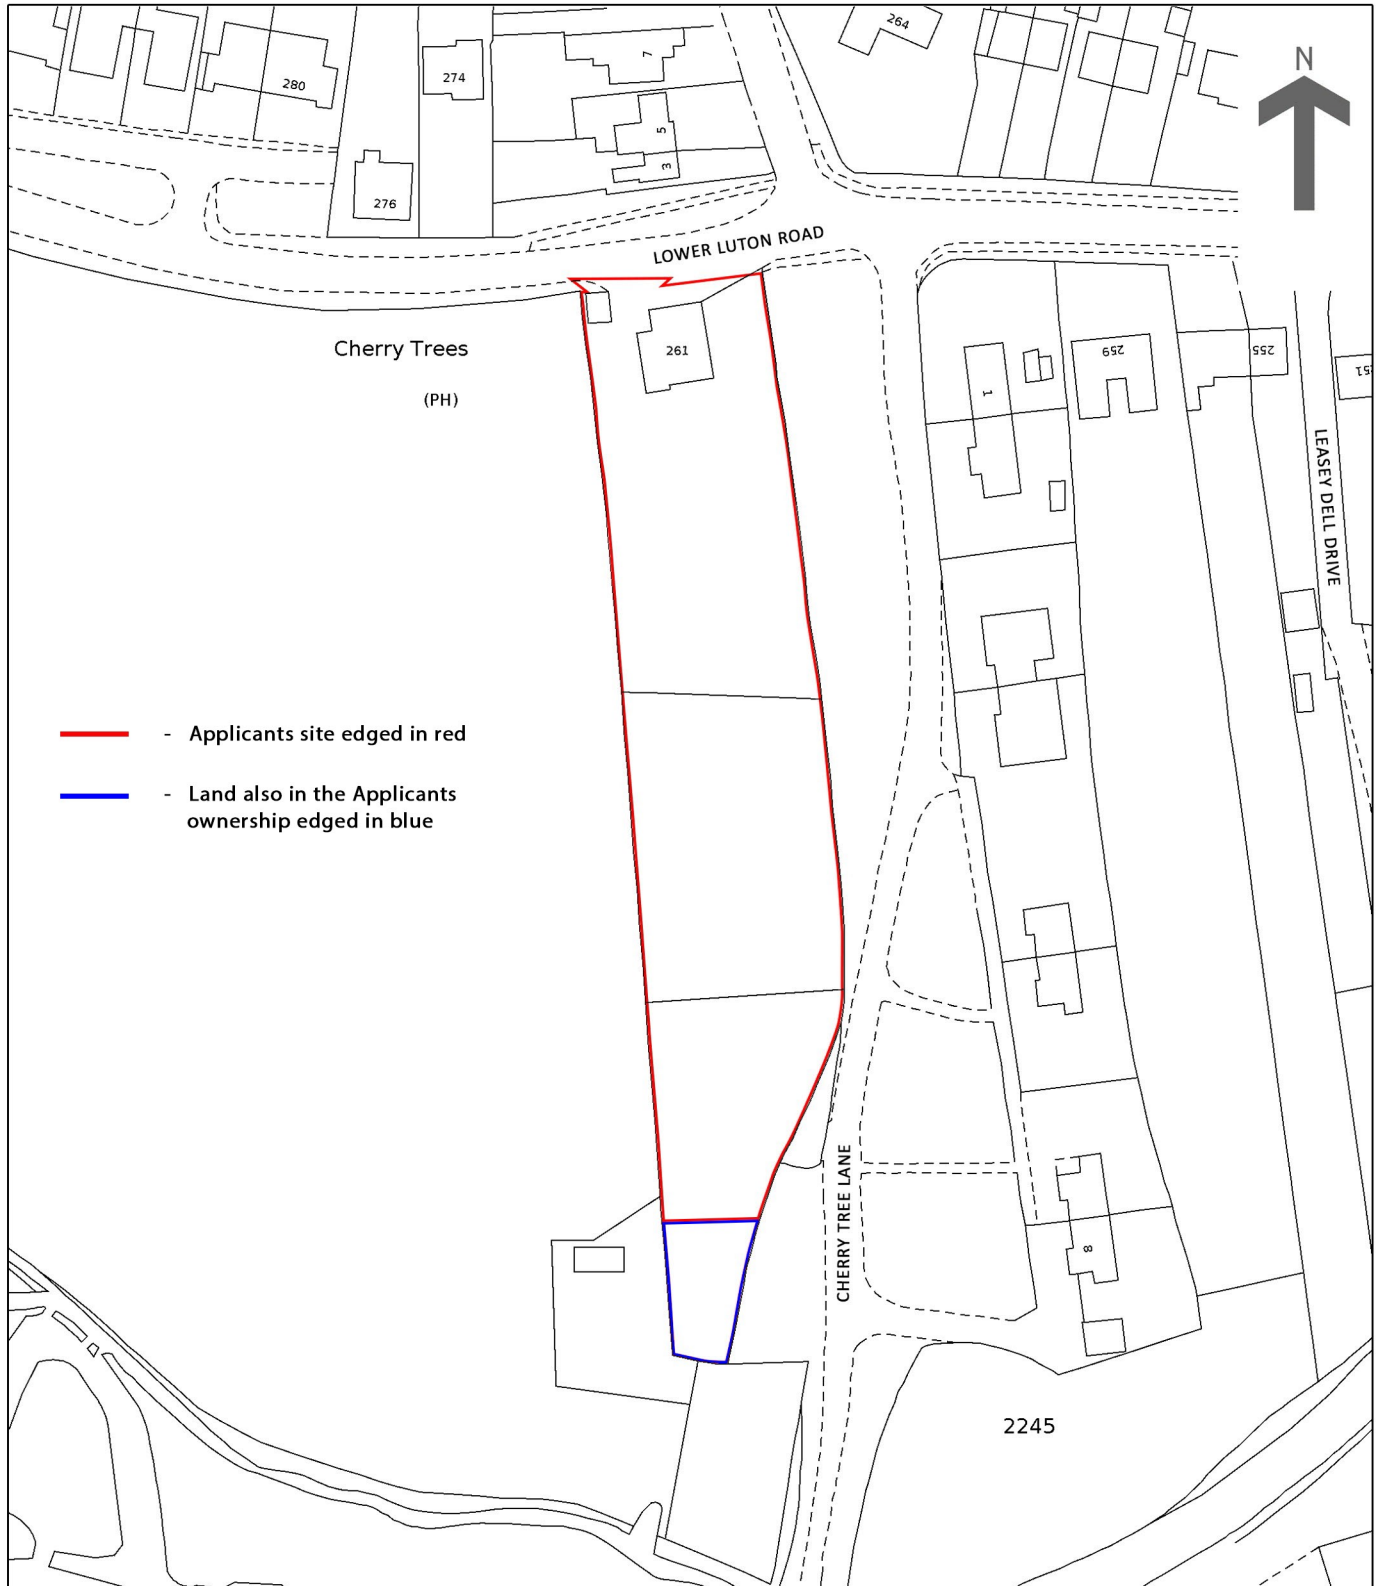 264
N
7
274
280
5
3
276
LOWER LUTON ROAD
Cherry Trees
(PH)
261
1
259
255
LEASEY DELL DRIVE
- Applicants site edged in red
- Land also in the Applicants
ownership edged in blue
CHERRY TREE LANE
8
2245